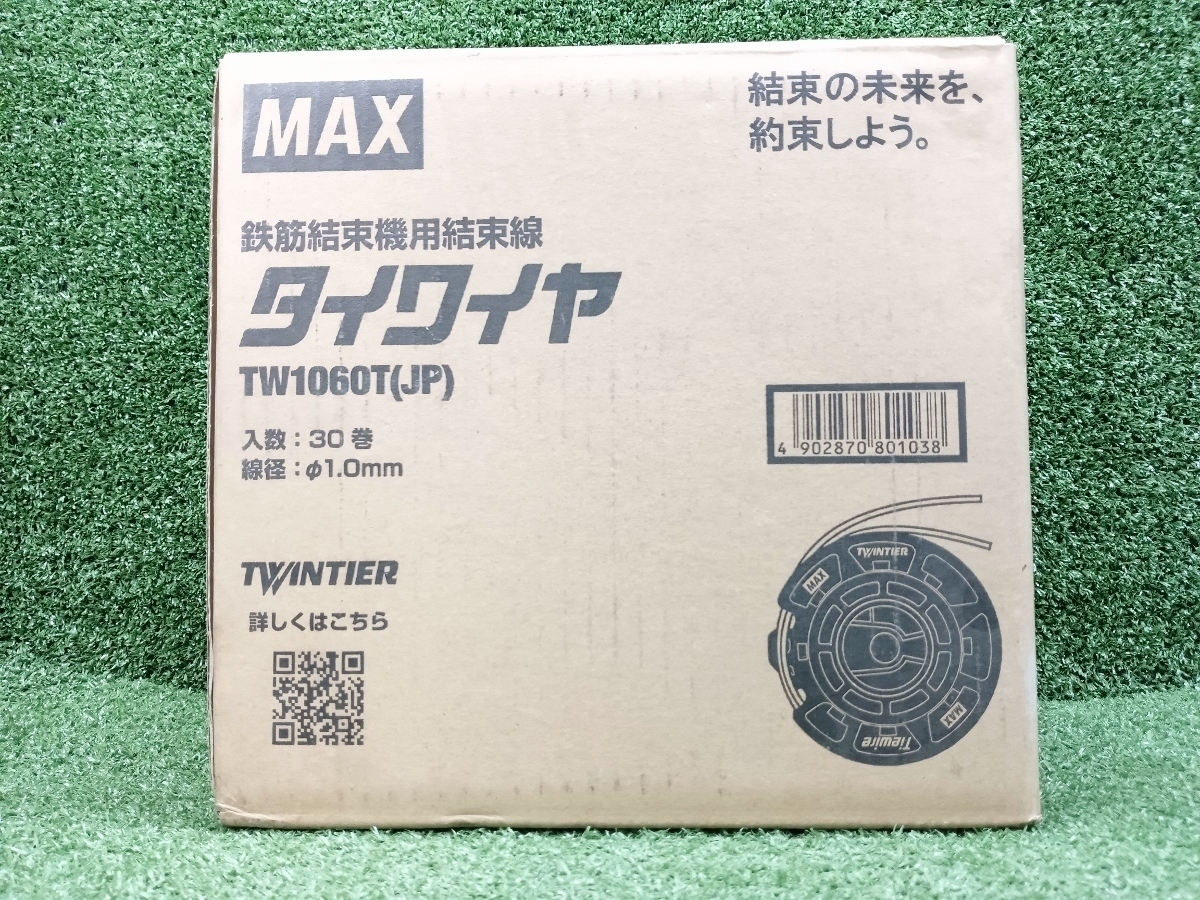 MAX
結束の未来を、
約束しよう。
鉄筋結束機用結束線
タイワイヤ
TW1060T(JP)
入数：30 巻
線径：φ1.0mm
4 902870 801038
TWINTIER
詳しくはこちら
TWINTIER
MAX
MAX
Tiewire